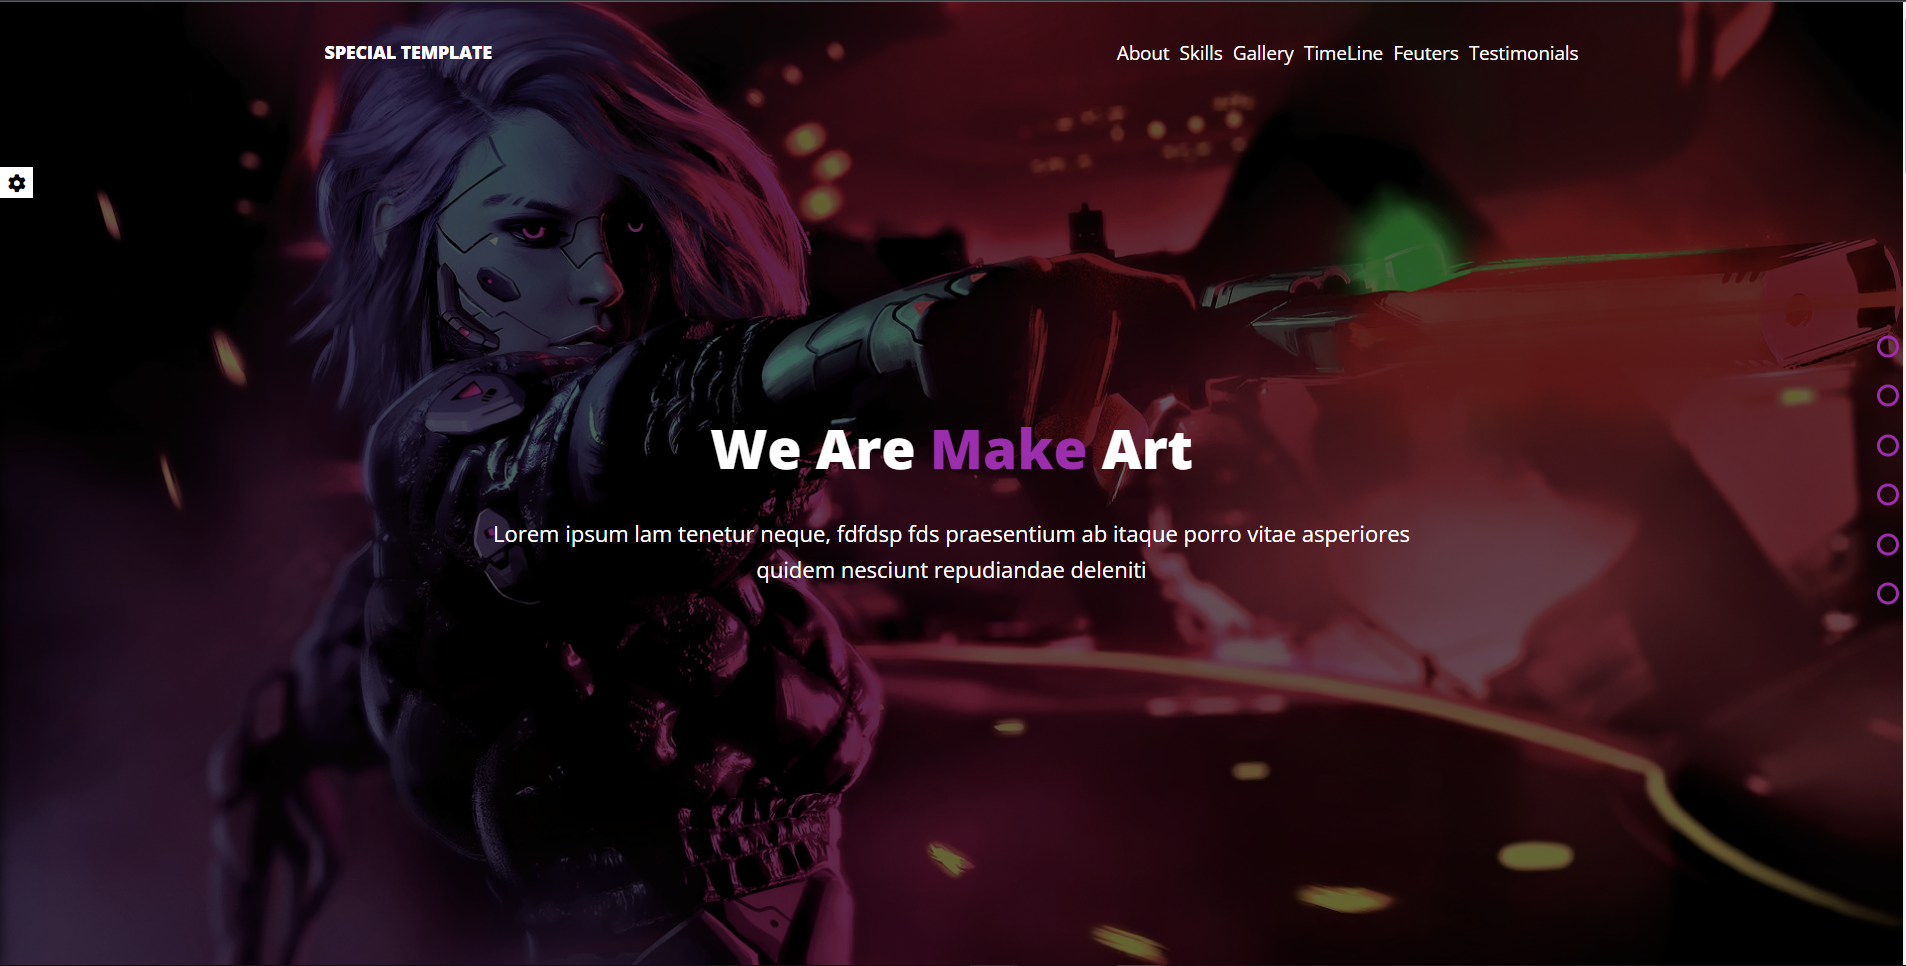 SPECIAL TEMPLATE
About Skills Gallery TimeLine Feuters Testimonials
We Are Make Art
Lorem ipsum lam tenetur neque, fdfdsp fds praesentium ab itaque porro vitae asperiores
quidem nesciunt repudiandae deleniti